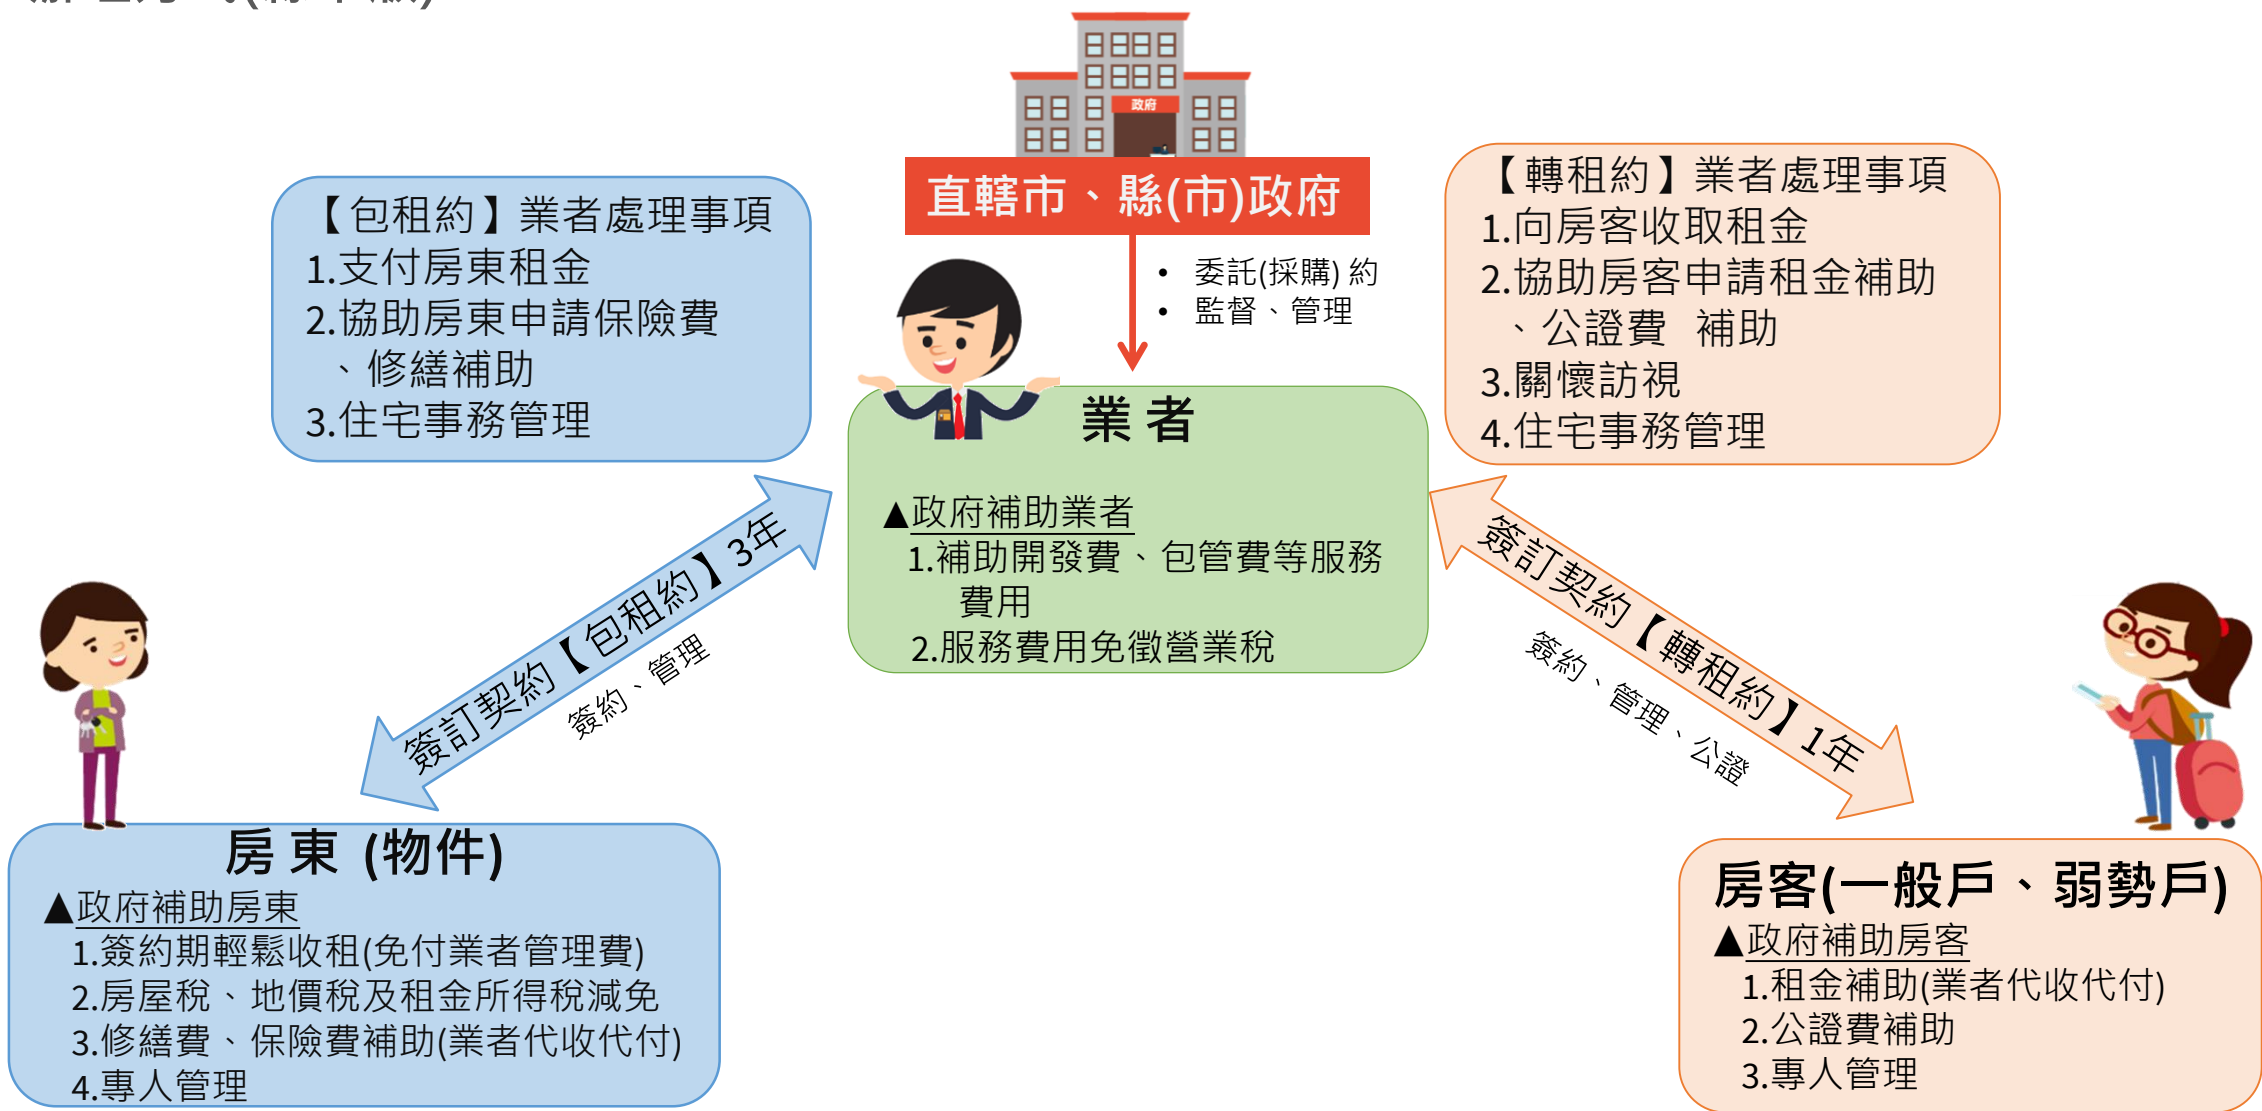 政府
直轄市、縣(市)政府
• 委託(採購) 約
• 監督、管理
【包租約】業者處理事項
1.支付房東租金
2.協助房東申請保險費
、修繕補助
3.住宅事務管理
【轉租約】業者處理事項
1.向房客收取租金
2.協助房客申請租金補助
、公證費 補助
3.關懷訪視
4.住宅事務管理
業者
▲政府補助業者
1.補助開發費、包管費等服務
費用
2.服務費用免徵營業稅
簽訂契約【包租約】3年
簽約、管理
簽訂契約【轉租約】1年
簽約、管理、公證
房東 (物件)
▲政府補助房東
1.簽約期輕鬆收租(免付業者管理費)
2.房屋稅、地價稅及租金所得稅減免
3.修繕費、保險費補助(業者代收代付)
4.專人管理
房客(一般戶、弱勢戶)
▲政府補助房客
1.租金補助(業者代收代付)
2.公證費補助
3.專人管理